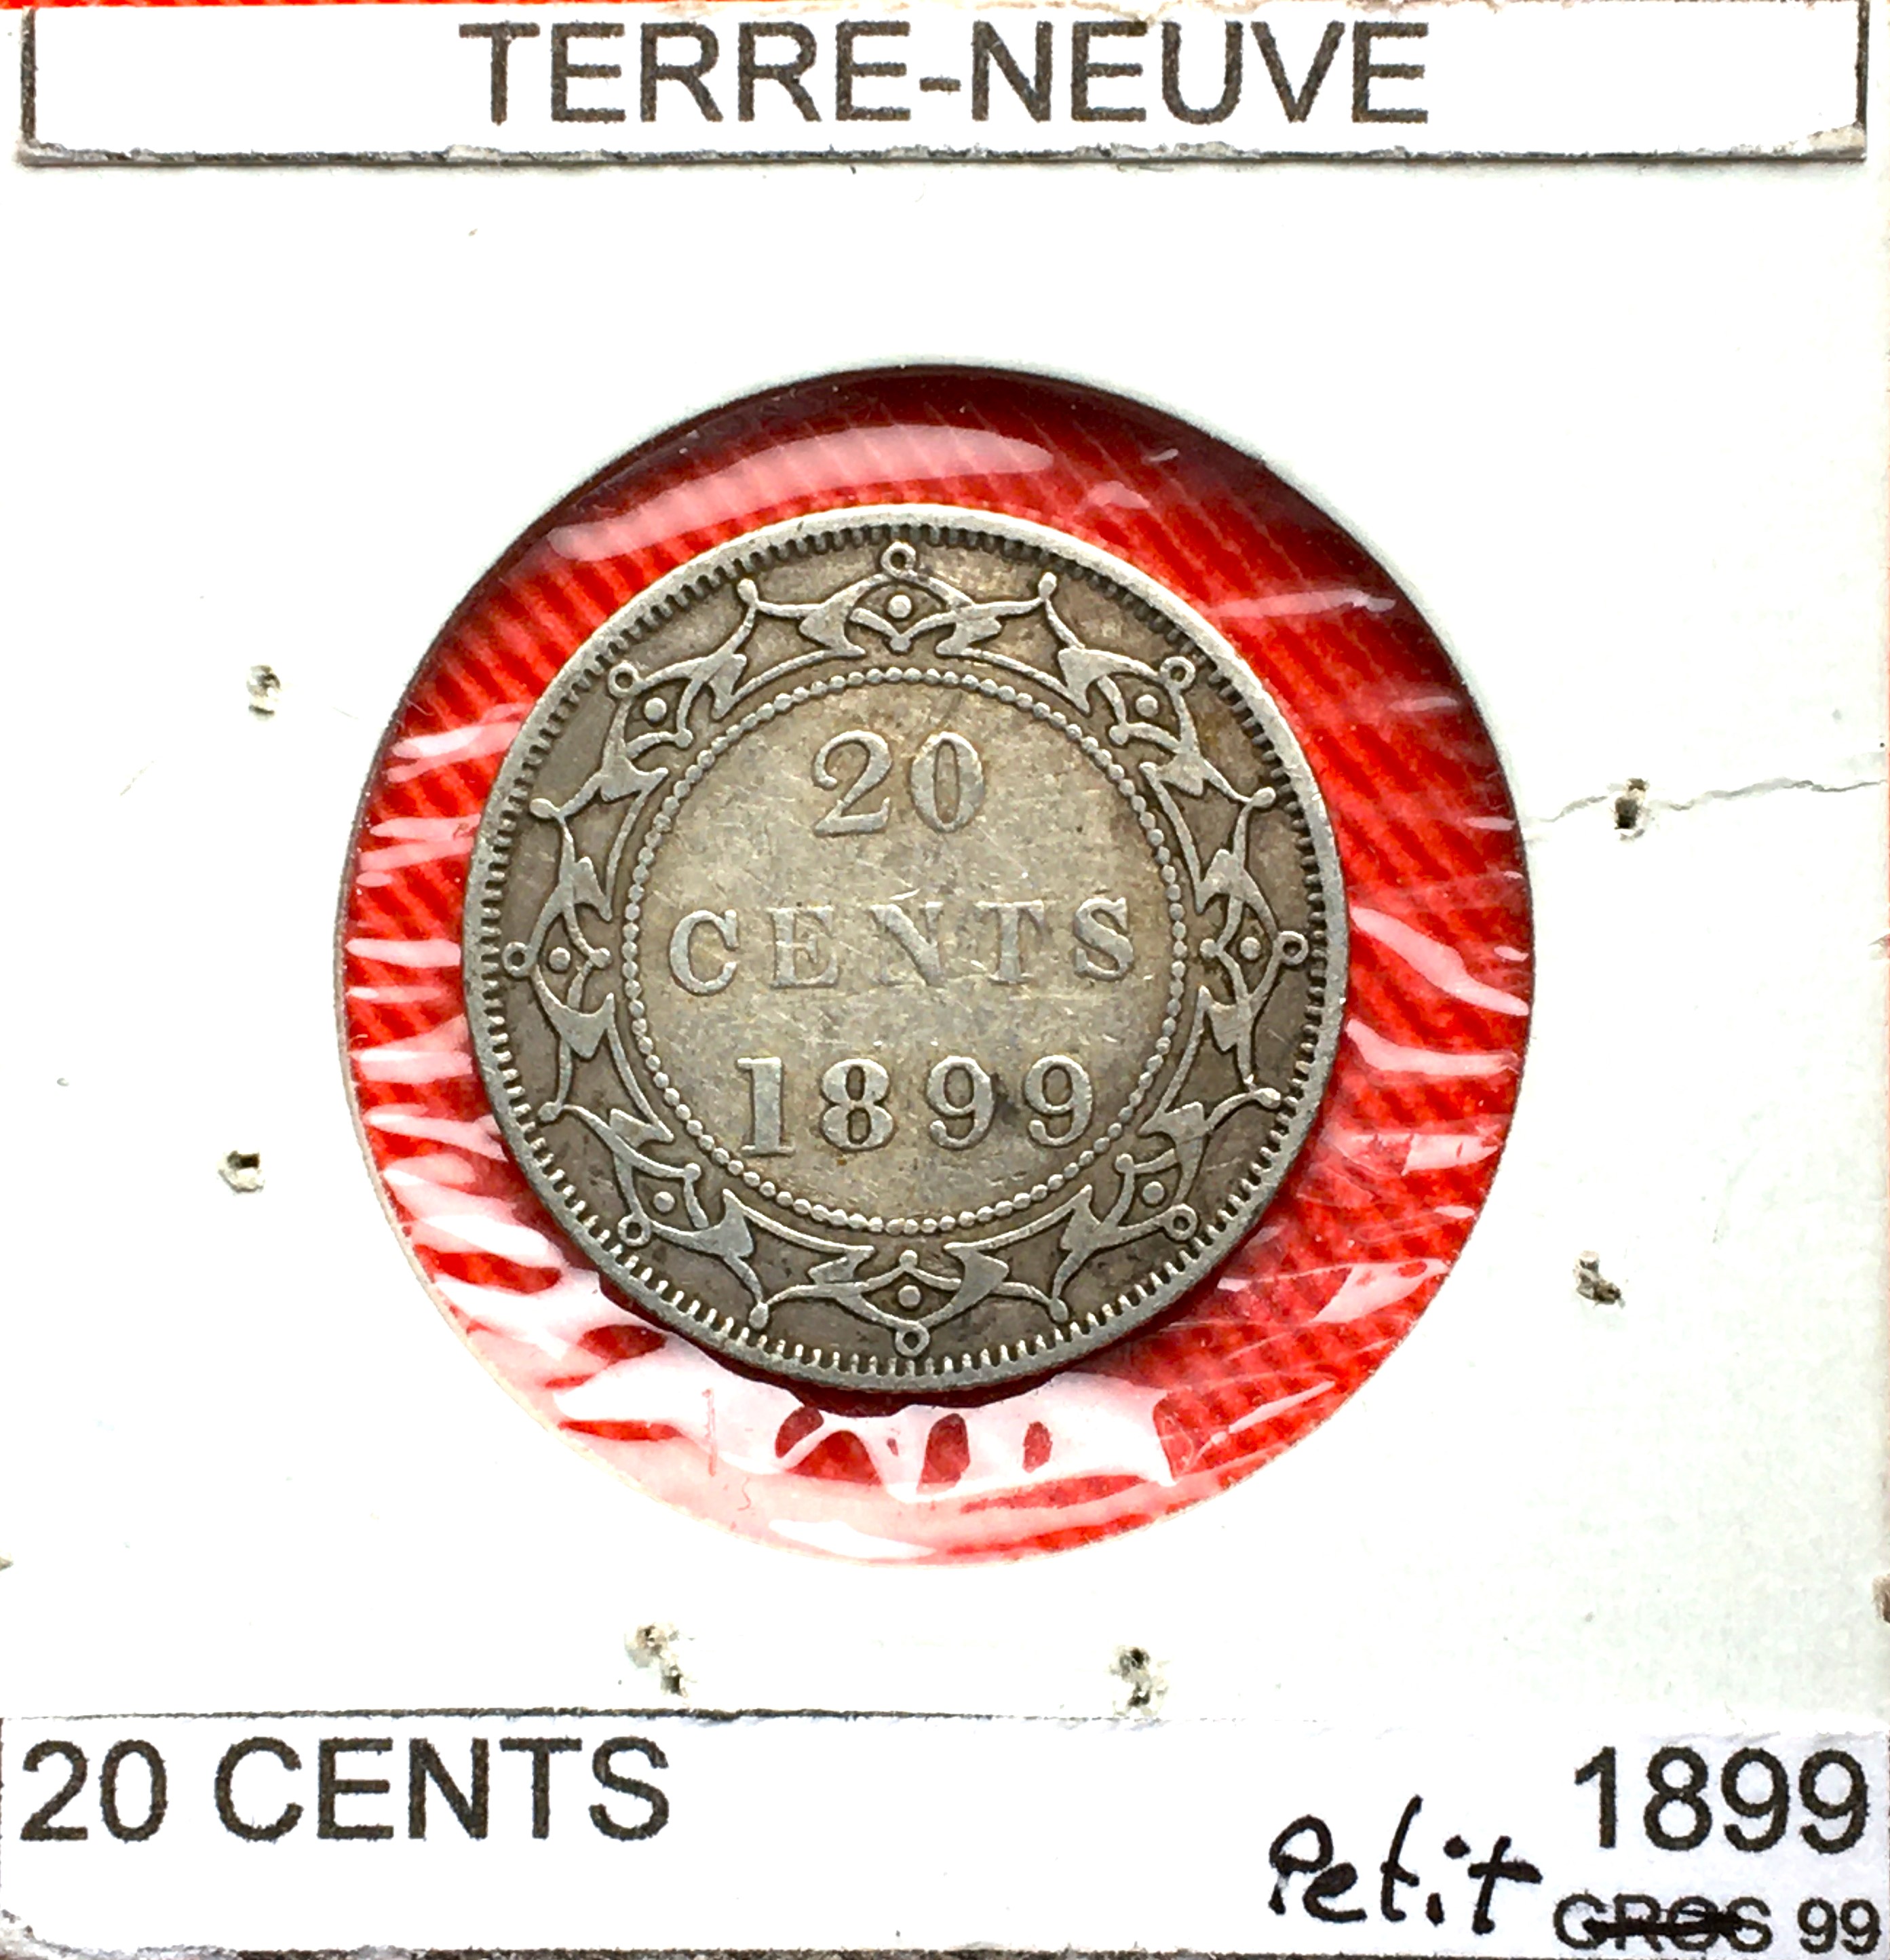 TERRE-NEUVE
20
CENTS
1899
20 CENTS 1899
Petit GROS 99